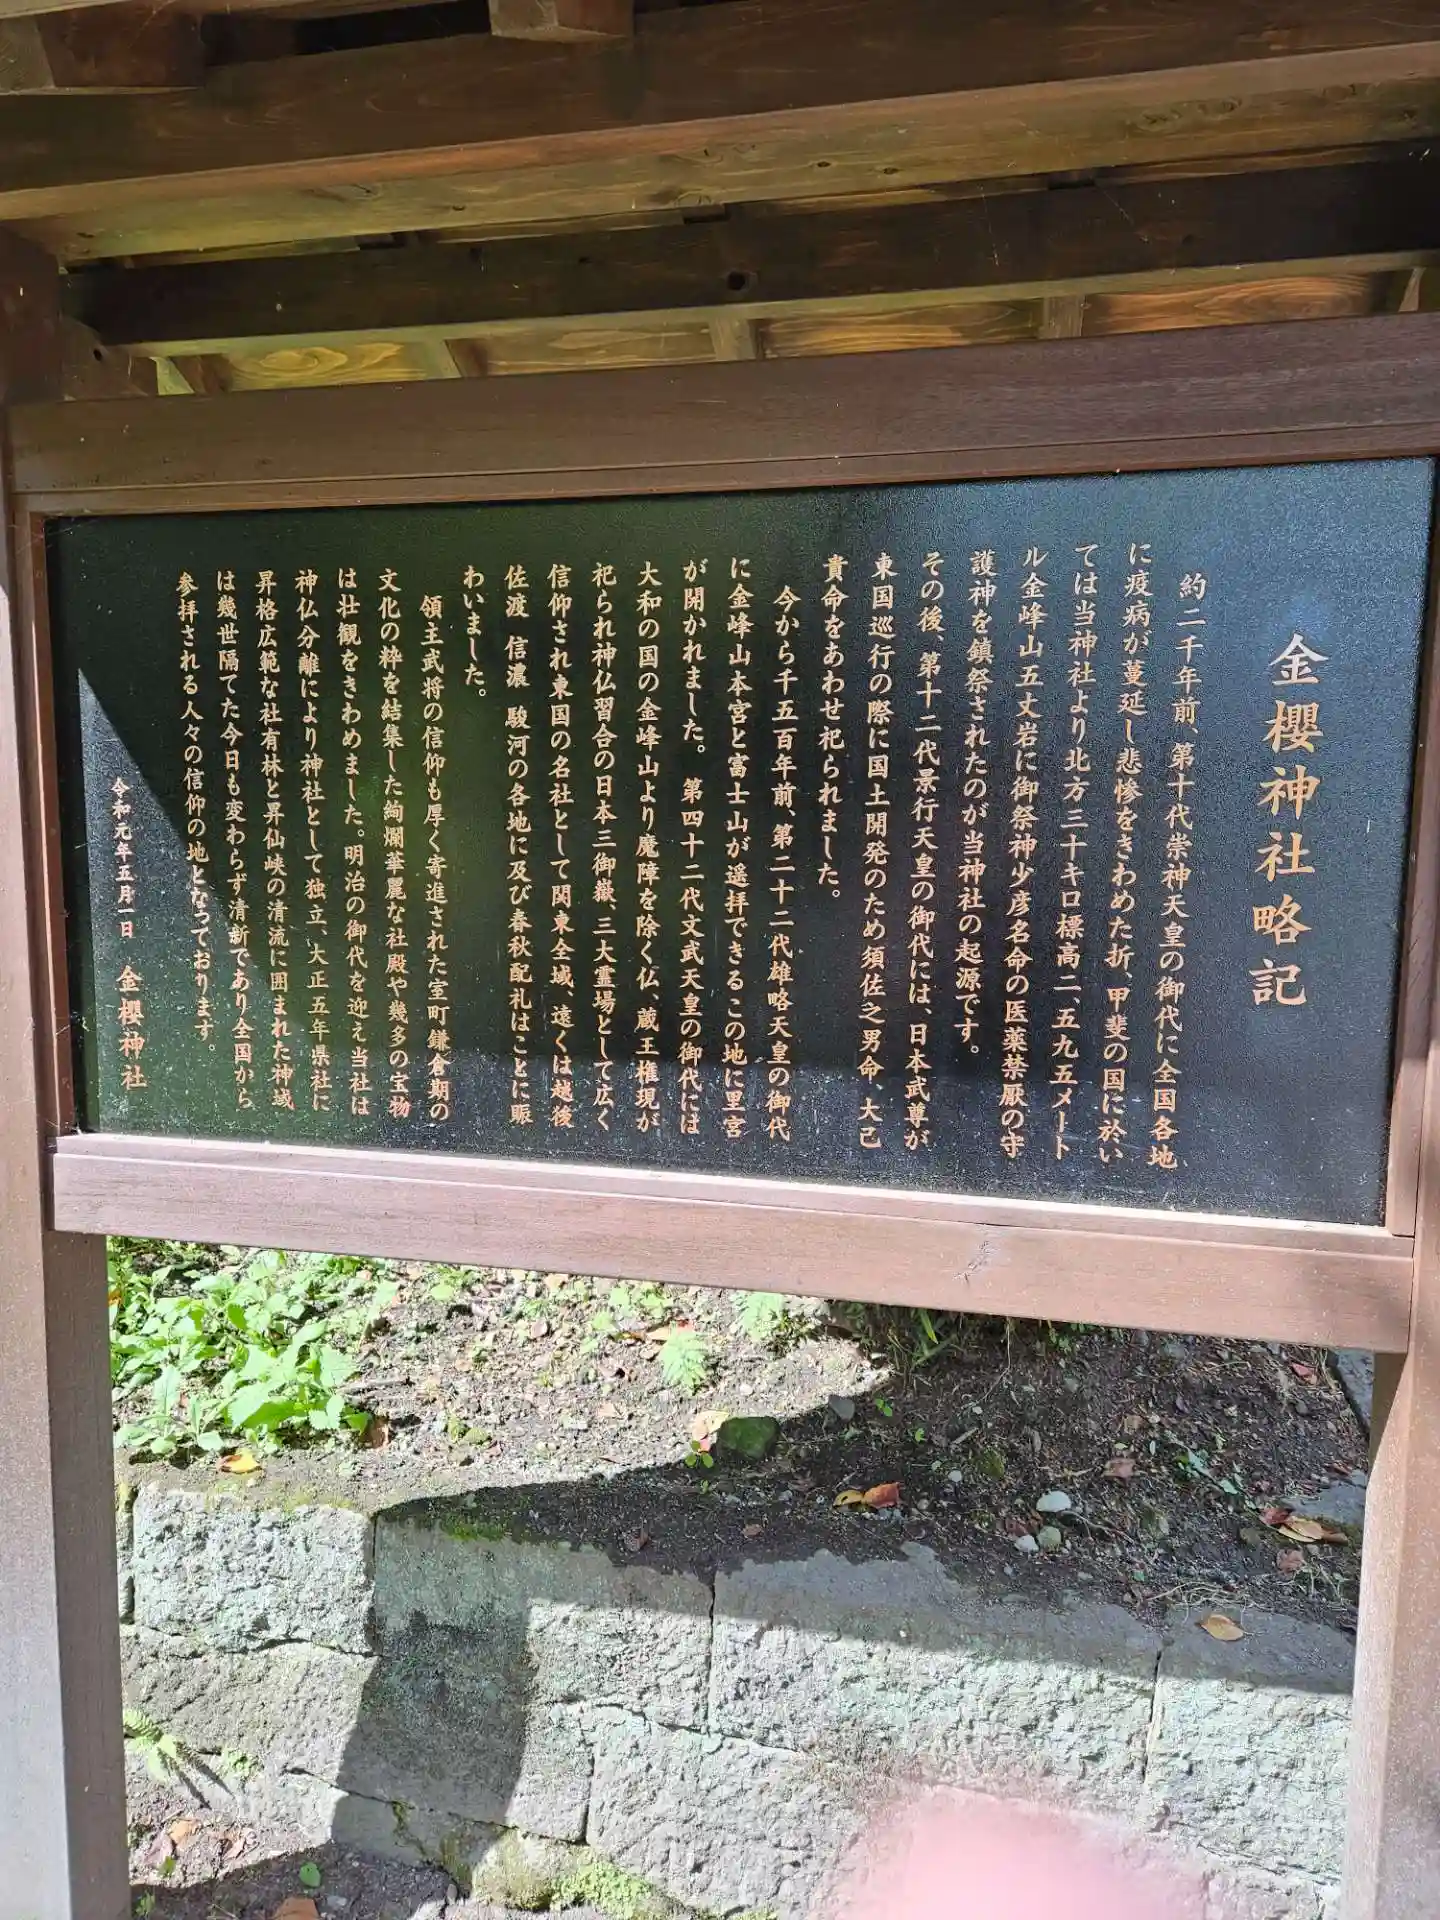 金櫻神社略記
約二千年前、第十代崇神天皇の御代に全国各地
に疫病が蔓延し悲惨をきわめた折、甲斐の国に於い
ては当神社より北方三十キロ標高二、五九五メート
ル金峰山五丈岩に御祭神少彦名命の医薬禁厭の守
護神を鎮祭されたのが当神社の起源です。
その後、第十二代景行天皇の御代には、日本武尊が
東国巡行の際に国土開発のため須佐之男命、大己
貴命をあわせ祀られました。
今から千五百年前、第二十二代雄略天皇の御代
に金峰山本宮と富士山が遥拝できるこの地に里宮
が開かれました。 第四十二代文武天皇の御代には
大和の国の金峰山より魔障を除く仏、蔵王権現が
祀られ神仏習合の日本三御嶽、三大霊場として広く
信仰され東国の名社として関東全域、遠くは越後、
佐渡 信濃 駿河の各地に及び春秋配札はことに賑
わいました。
領主武将の信仰も厚く寄進された室町鎌倉期の
文化の粋を結集した絢爛華麗な社殿や幾多の宝物
は壮観をきわめました。明治の御代を迎え当社は
神仏分離により神社として独立、大正五年県社に
昇格広範な社有林と昇仙峡の清流に囲まれた神域
は幾世隔てた今日も変わらず清新であり全国から
参拝される人々の信仰の地となっております。
令和元年五月一日 金櫻神社